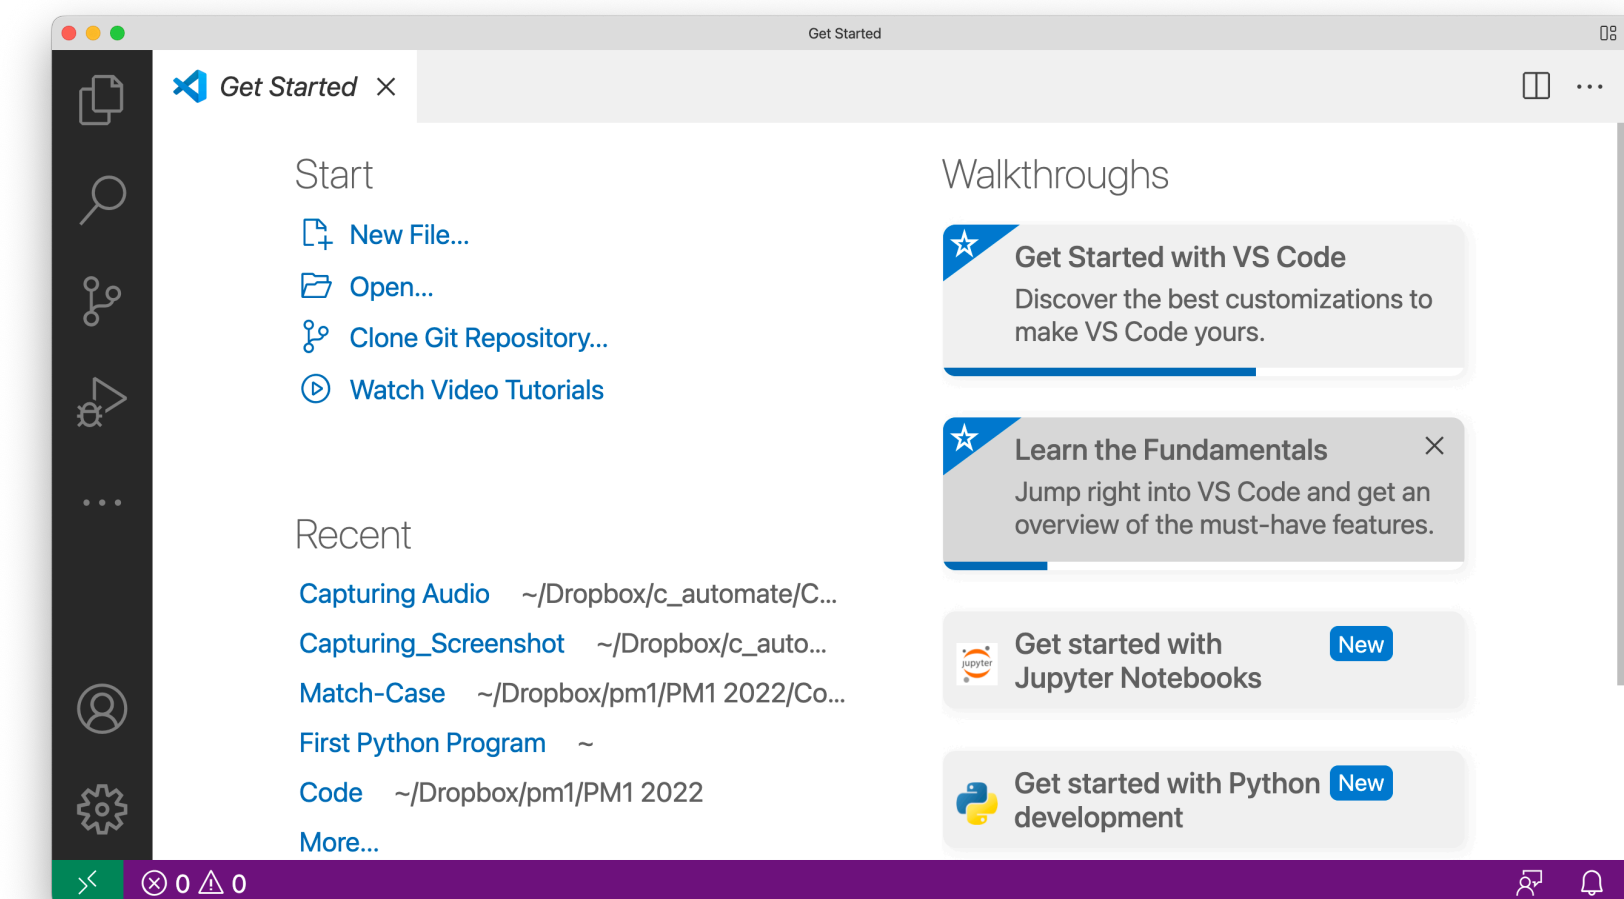 Get Started
Get Started
Start
New File...
Open...
Clone Git Repository...
Watch Video Tutorials
Recent
Capturing Audio ~/Dropbox/c_automate/C...
Capturing_Screenshot ~/Dropbox/c_auto...
Match-Case ~/Dropbox/pm1/PM1 2022/Co...
First Python Program ~
Code ~/Dropbox/pm1/PM1 2022
More...
Walkthroughs
Get Started with VS Code
Discover the best customizations to
make VS Code yours.
Learn the Fundamentals
Jump right into VS Code and get an
overview of the must-have features.
jupyter
Get started with New
Jupyter Notebooks
Get started with Python New
development
0 0